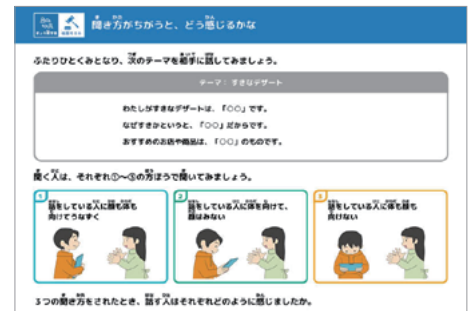 聞き方がちがうと、どう感じるかな
ふたりひとくみとなり、次のテーマを相手に話してみましょう。
テーマ：すきなデザート
わたしがすきなデザートは、「〇〇」です。
なぜすきかというと、「〇〇」だからです。
おすすめのお店や商品は、「〇〇」のものです。
聞く人は、それぞれ①～③の方ほうで聞いてみましょう。
1
話をしている人に顔も体も
向けてうなずく
2
話をしている人に体を向けて、
顔はみない
3
話をしている人に体も顔も
向けない
３つの聞き方をされたとき、話す人はそれぞれどのように感じましたか。